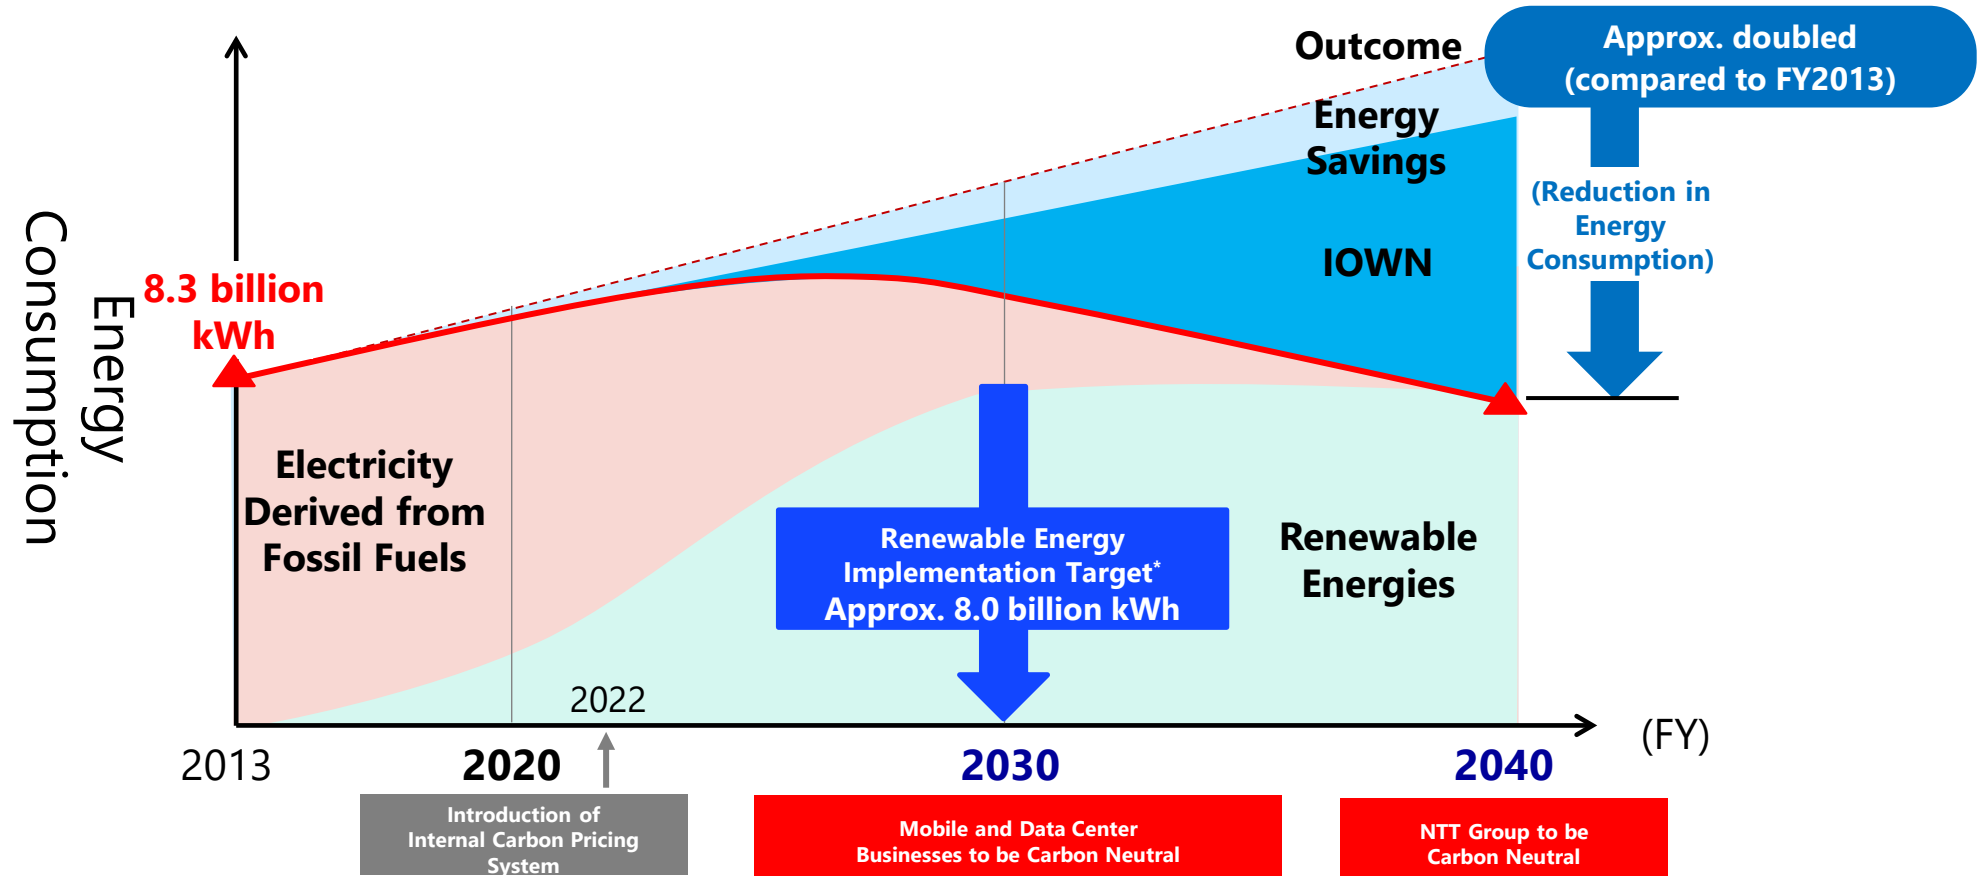 Outcome
Approx. doubled
(compared to FY2013)
Energy
Savings
(Reduction in
Energy
Consumption)
IOWN
Energy
Consumption
8.3 billion
kWh
Electricity
Derived from
Fossil Fuels
Renewable Energy
Implementation Target*
Approx. 8.0 billion kWh
Renewable
Energies
2022
(FY)
2013
2020
2030
2040
Introduction of
Internal Carbon Pricing
System
Mobile and Data Center
Businesses to be Carbon Neutral
NTT Group to be
Carbon Neutral